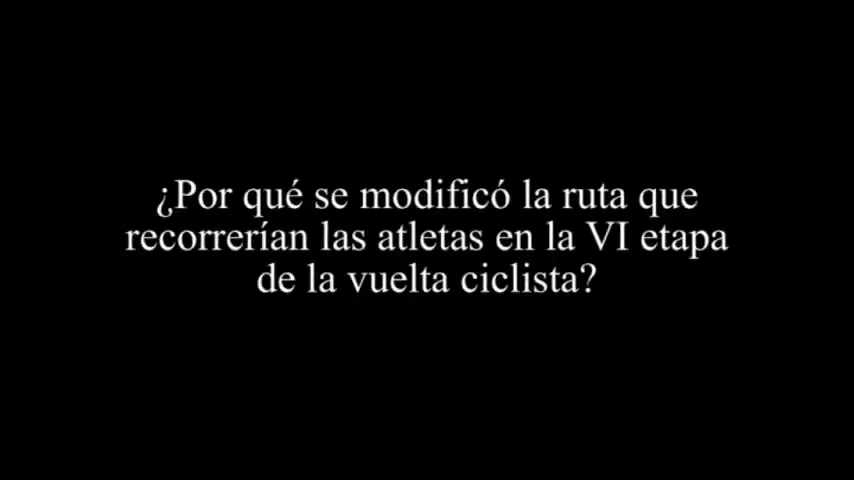 ¿Por qué se modificó la ruta que
recorrerían las atletas en la VI etapa
de la vuelta ciclista?